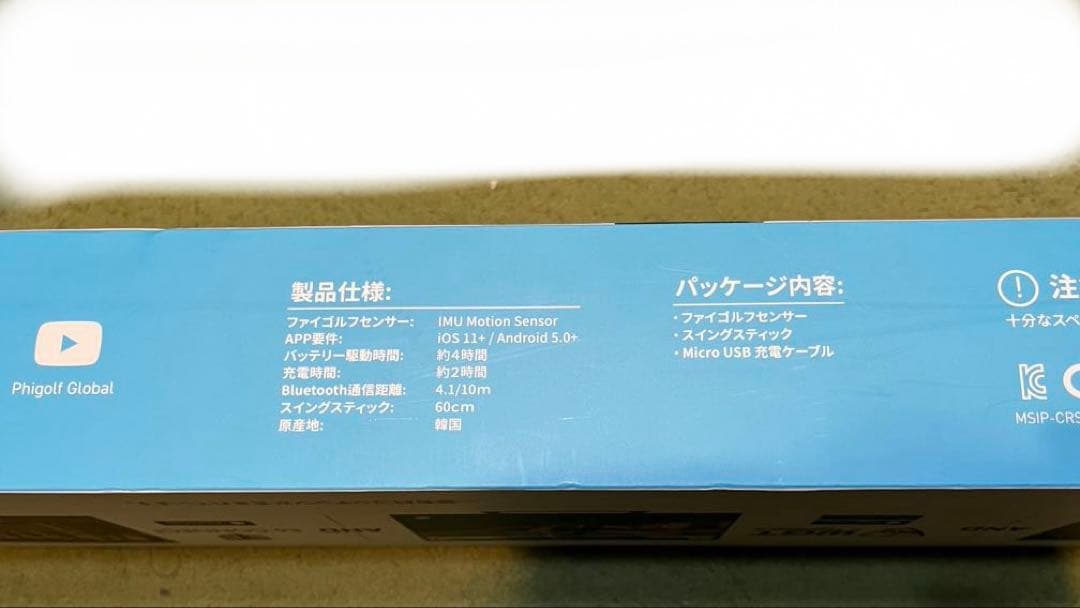 Phigolf Global
製品仕様:
ファイゴルフセンサー: IMU Motion Sensor
APP要件: iOS 11+ / Android 5.0+
バッテリー駆動時間: 約4時間
充電時間: 約2時間
Bluetooth通信距離: 4.1/10m
スイングスティック: 60cm
原産地: 韓国
パッケージ内容:
・ファイゴルフセンサー
・スイングスティック
・Micro USB 充電ケーブル
注
十分なスペ
MSIP-CRS
AND
WGT
AND